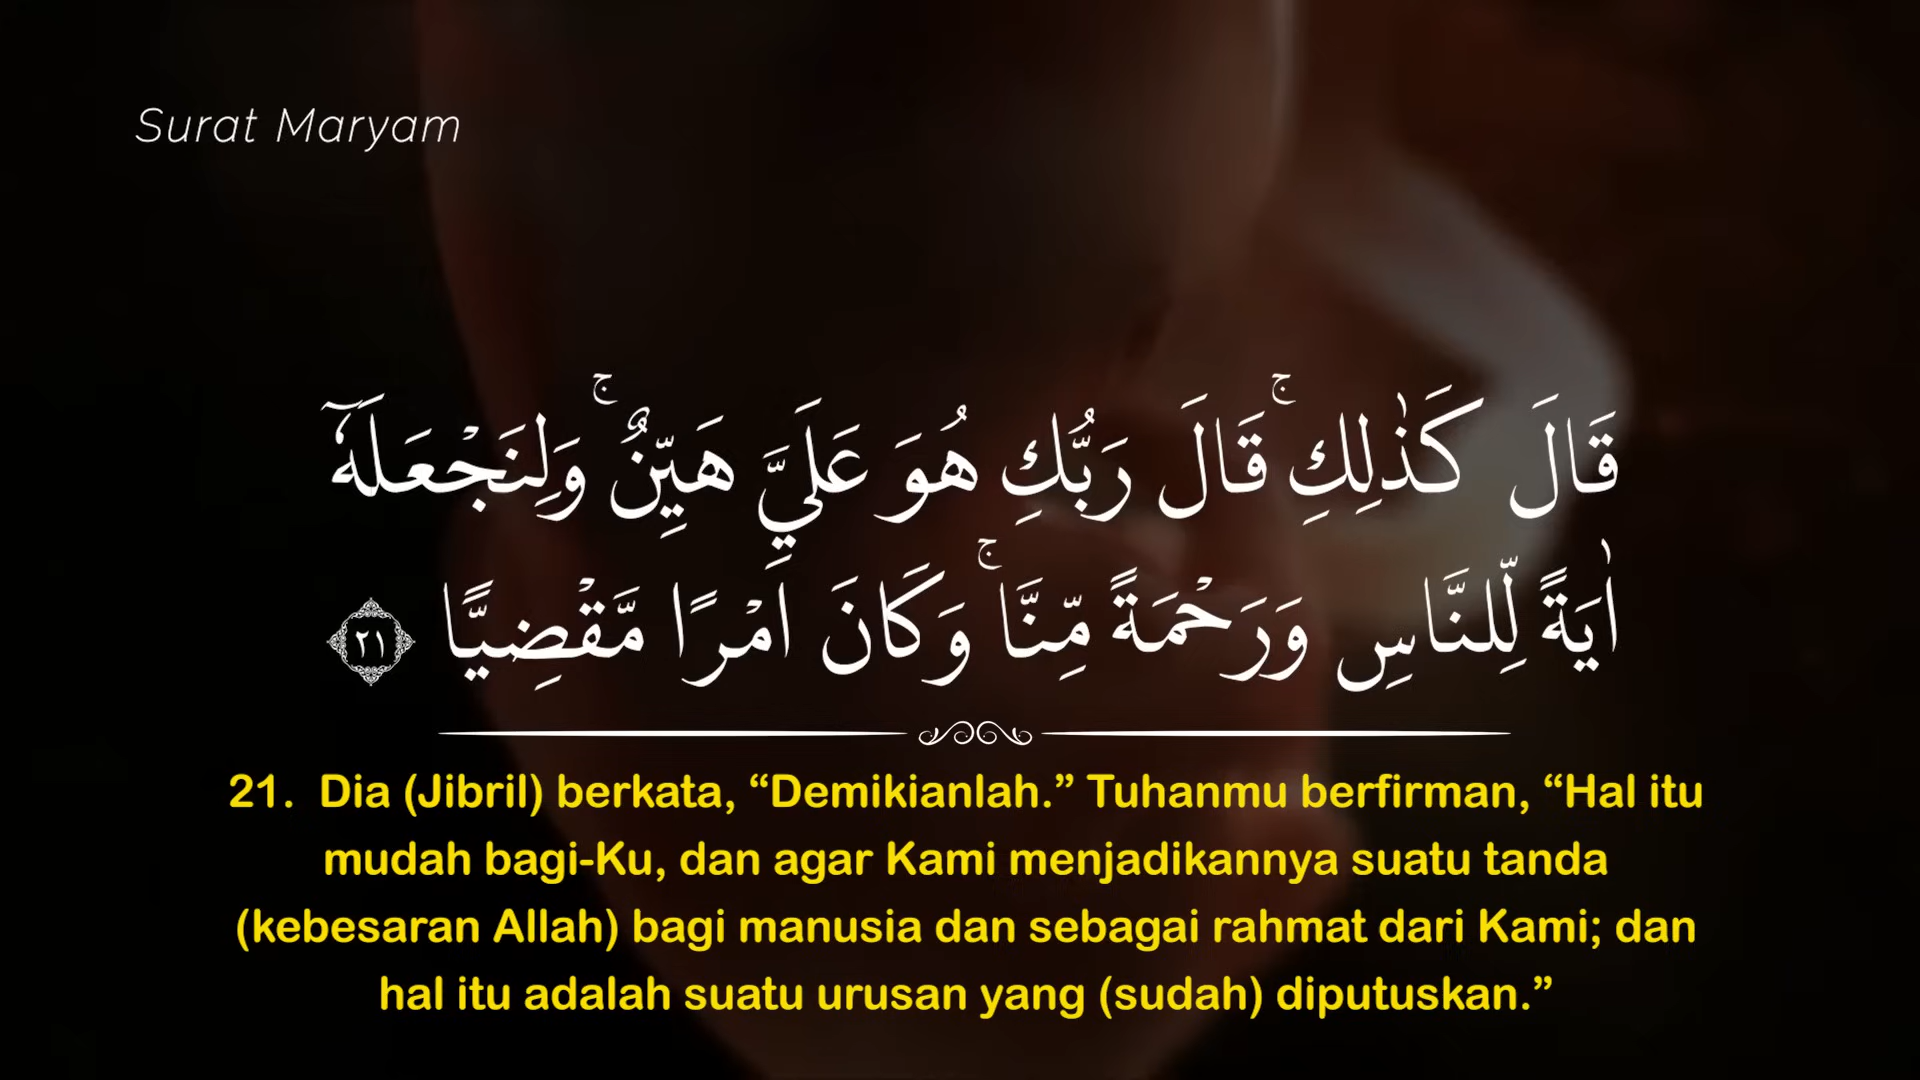 Surat Maryam
قَالَ كَذٰلِكِۚ قَالَ رَبُّكِ هُوَ عَلَيَّ هَيِّنٌۚ وَلِنَجْعَلَهٗٓ
اٰيَةً لِّلنَّاسِ وَرَحْمَةً مِّنَّاۚ وَكَانَ اَمْرًا مَّقْضِيًّا ٢١
21. Dia (Jibril) berkata, “Demikianlah.” Tuhanmu berfirman, “Hal itu
mudah bagi-Ku, dan agar Kami menjadikannya suatu tanda
(kebesaran Allah) bagi manusia dan sebagai rahmat dari Kami; dan
hal itu adalah suatu urusan yang (sudah) diputuskan.”